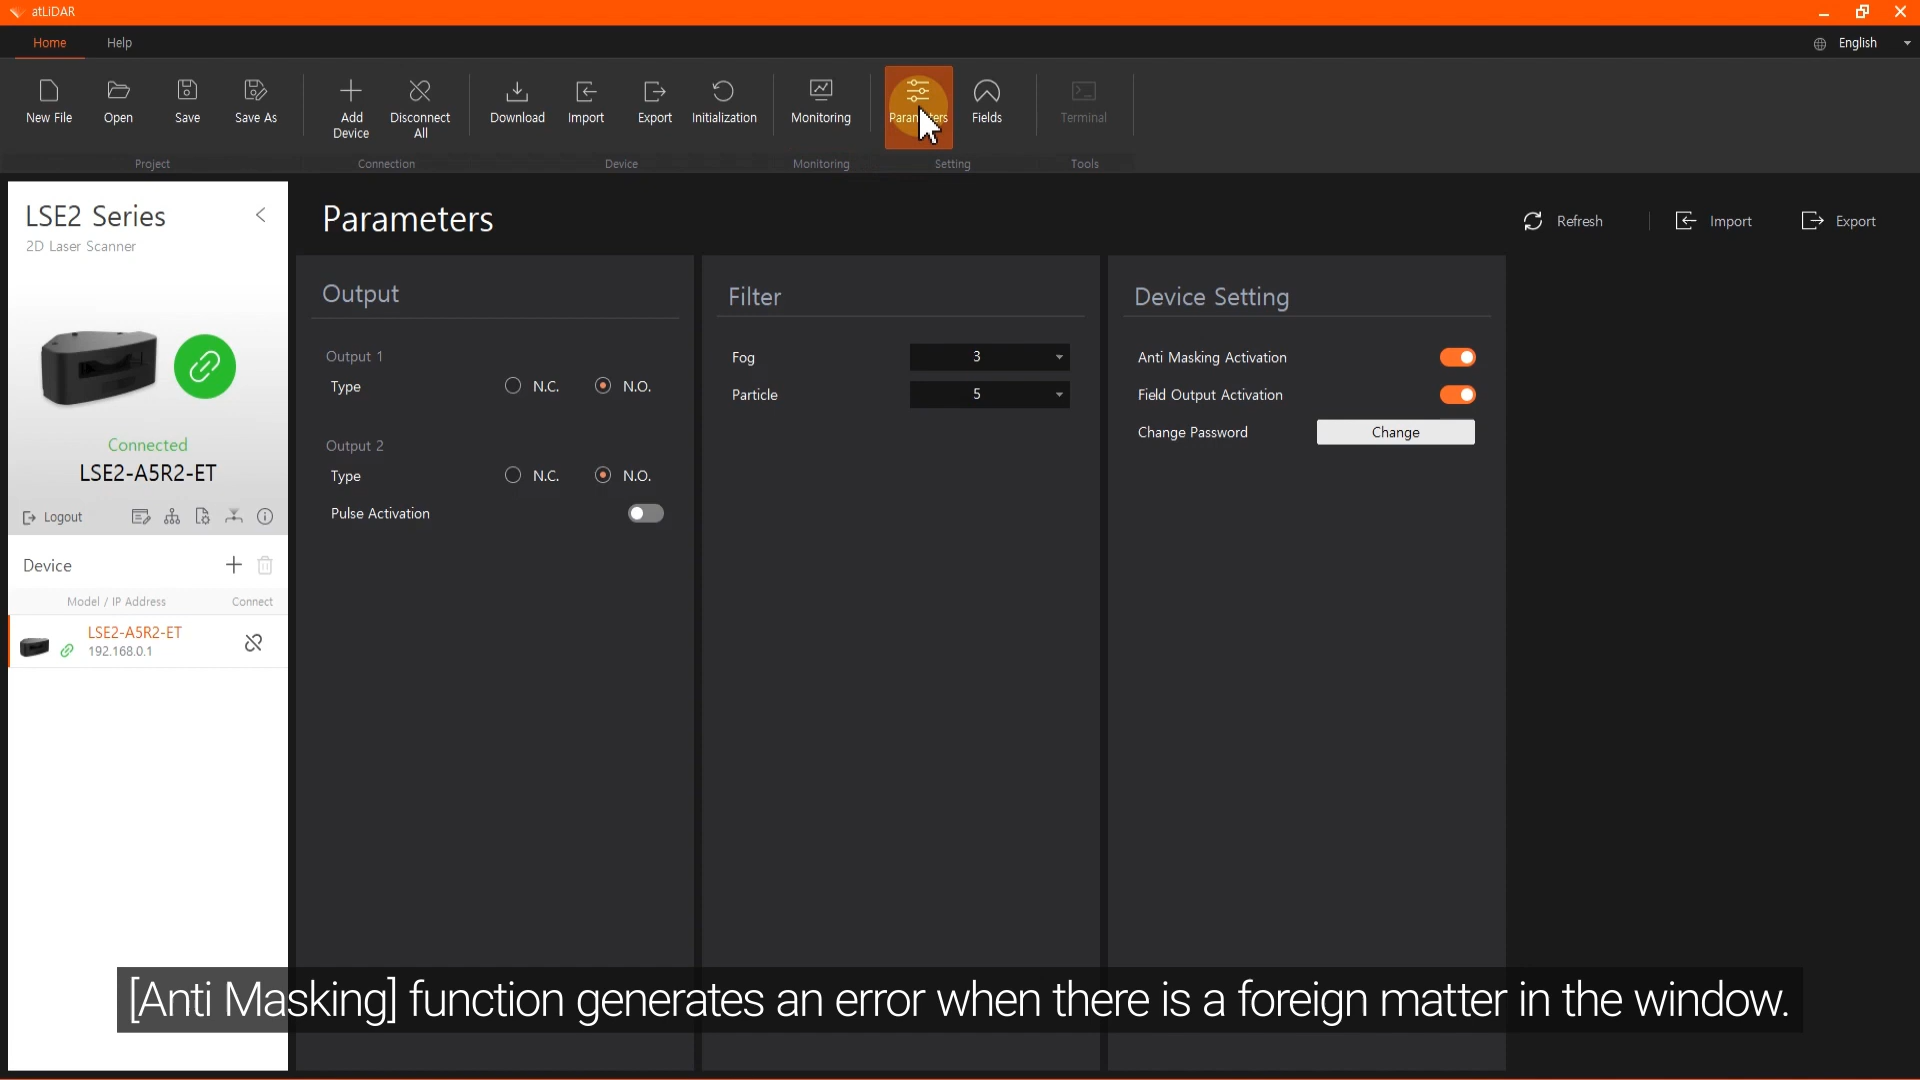 atLiDAR
Home Help English
New File Open Save Save As Add Device Disconnect All Download Import Export Initialization Monitoring Parameters Fields Terminal
Project Connection Device Monitoring Setting Tools
LSE2 Series
2D Laser Scanner
Connected
LSE2-A5R2-ET
Logout
Device
Model / IP Address Connect
LSE2-A5R2-ET
192.168.0.1
Parameters
Refresh Import Export
Output
Output 1
Type N.C. N.O.
Output 2
Type N.C. N.O.
Pulse Activation
Filter
Fog 3
Particle 5
Device Setting
Anti Masking Activation
Field Output Activation
Change Password Change
[Anti Masking] function generates an error when there is a foreign matter in the window.